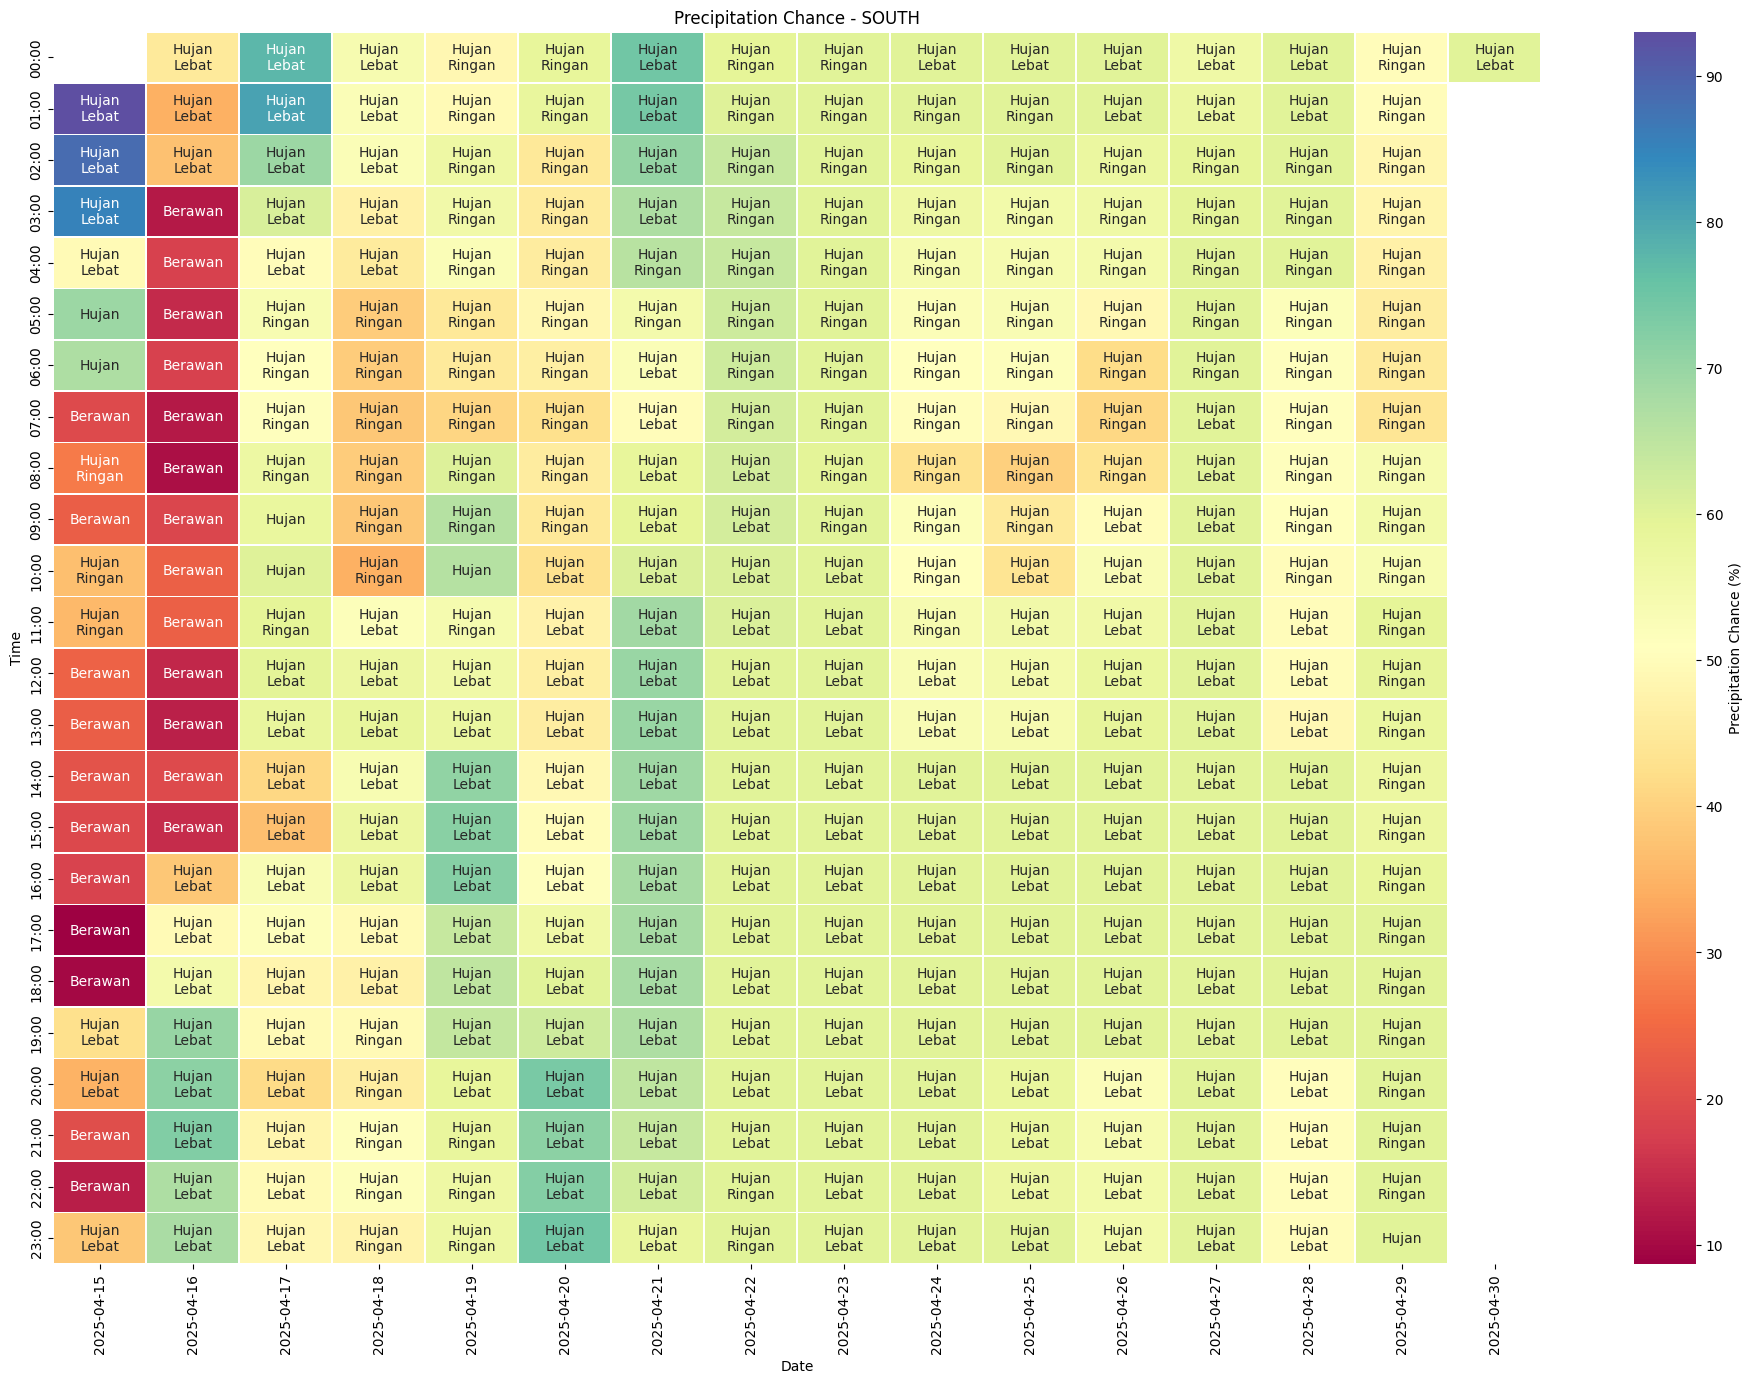 Precipitation Chance - SOUTH
00:00 Hujan Lebat Hujan Lebat Hujan Lebat Hujan Ringan Hujan Ringan Hujan Lebat Hujan Ringan Hujan Ringan Hujan Lebat Hujan Lebat Hujan Lebat Hujan Lebat Hujan Lebat Hujan Ringan Hujan Lebat
01:00 Hujan Lebat Hujan Lebat Hujan Lebat Hujan Lebat Hujan Ringan Hujan Ringan Hujan Lebat Hujan Ringan Hujan Ringan Hujan Ringan Hujan Ringan Hujan Lebat Hujan Lebat Hujan Lebat Hujan Ringan
02:00 Hujan Lebat Hujan Lebat Hujan Lebat Hujan Lebat Hujan Ringan Hujan Ringan Hujan Lebat Hujan Ringan Hujan Ringan Hujan Ringan Hujan Ringan Hujan Ringan Hujan Ringan Hujan Ringan Hujan Ringan
03:00 Hujan Lebat Berawan Hujan Lebat Hujan Lebat Hujan Ringan Hujan Ringan Hujan Lebat Hujan Ringan Hujan Ringan Hujan Ringan Hujan Ringan Hujan Ringan Hujan Ringan Hujan Ringan Hujan Ringan
04:00 Hujan Lebat Berawan Hujan Lebat Hujan Lebat Hujan Ringan Hujan Ringan Hujan Ringan Hujan Ringan Hujan Ringan Hujan Ringan Hujan Ringan Hujan Ringan Hujan Ringan Hujan Ringan Hujan Ringan
05:00 Hujan Berawan Hujan Ringan Hujan Ringan Hujan Ringan Hujan Ringan Hujan Ringan Hujan Ringan Hujan Ringan Hujan Ringan Hujan Ringan Hujan Ringan Hujan Ringan Hujan Ringan Hujan Ringan
06:00 Hujan Berawan Hujan Ringan Hujan Ringan Hujan Ringan Hujan Ringan Hujan Lebat Hujan Ringan Hujan Ringan Hujan Ringan Hujan Ringan Hujan Ringan Hujan Ringan Hujan Ringan Hujan Ringan
07:00 Berawan Berawan Hujan Ringan Hujan Ringan Hujan Ringan Hujan Ringan Hujan Lebat Hujan Ringan Hujan Ringan Hujan Ringan Hujan Ringan Hujan Ringan Hujan Lebat Hujan Ringan Hujan Ringan
08:00 Hujan Ringan Berawan Hujan Ringan Hujan Ringan Hujan Ringan Hujan Ringan Hujan Lebat Hujan Lebat Hujan Ringan Hujan Ringan Hujan Ringan Hujan Ringan Hujan Lebat Hujan Ringan Hujan Ringan
09:00 Berawan Berawan Hujan Hujan Ringan Hujan Ringan Hujan Ringan Hujan Lebat Hujan Lebat Hujan Ringan Hujan Ringan Hujan Ringan Hujan Lebat Hujan Lebat Hujan Ringan Hujan Ringan
10:00 Hujan Ringan Berawan Hujan Hujan Ringan Hujan Hujan Lebat Hujan Lebat Hujan Lebat Hujan Lebat Hujan Ringan Hujan Lebat Hujan Lebat Hujan Lebat Hujan Ringan Hujan Ringan
11:00 Hujan Ringan Berawan Hujan Ringan Hujan Lebat Hujan Ringan Hujan Lebat Hujan Lebat Hujan Lebat Hujan Lebat Hujan Ringan Hujan Lebat Hujan Lebat Hujan Lebat Hujan Lebat Hujan Ringan
12:00 Berawan Berawan Hujan Lebat Hujan Lebat Hujan Lebat Hujan Lebat Hujan Lebat Hujan Lebat Hujan Lebat Hujan Lebat Hujan Lebat Hujan Lebat Hujan Lebat Hujan Lebat Hujan Ringan
13:00 Berawan Berawan Hujan Lebat Hujan Lebat Hujan Lebat Hujan Lebat Hujan Lebat Hujan Lebat Hujan Lebat Hujan Lebat Hujan Lebat Hujan Lebat Hujan Lebat Hujan Lebat Hujan Ringan
14:00 Berawan Berawan Hujan Lebat Hujan Lebat Hujan Lebat Hujan Lebat Hujan Lebat Hujan Lebat Hujan Lebat Hujan Lebat Hujan Lebat Hujan Lebat Hujan Lebat Hujan Lebat Hujan Ringan
15:00 Berawan Berawan Hujan Lebat Hujan Lebat Hujan Lebat Hujan Lebat Hujan Lebat Hujan Lebat Hujan Lebat Hujan Lebat Hujan Lebat Hujan Lebat Hujan Lebat Hujan Lebat Hujan Ringan
16:00 Berawan Hujan Lebat Hujan Lebat Hujan Lebat Hujan Lebat Hujan Lebat Hujan Lebat Hujan Lebat Hujan Lebat Hujan Lebat Hujan Lebat Hujan Lebat Hujan Lebat Hujan Lebat Hujan Ringan
17:00 Berawan Hujan Lebat Hujan Lebat Hujan Lebat Hujan Lebat Hujan Lebat Hujan Lebat Hujan Lebat Hujan Lebat Hujan Lebat Hujan Lebat Hujan Lebat Hujan Lebat Hujan Lebat Hujan Ringan
18:00 Berawan Hujan Lebat Hujan Lebat Hujan Lebat Hujan Lebat Hujan Lebat Hujan Lebat Hujan Lebat Hujan Lebat Hujan Lebat Hujan Lebat Hujan Lebat Hujan Lebat Hujan Lebat Hujan Ringan
19:00 Hujan Lebat Hujan Lebat Hujan Lebat Hujan Ringan Hujan Lebat Hujan Lebat Hujan Lebat Hujan Lebat Hujan Lebat Hujan Lebat Hujan Lebat Hujan Lebat Hujan Lebat Hujan Lebat Hujan Ringan
20:00 Hujan Lebat Hujan Lebat Hujan Lebat Hujan Ringan Hujan Lebat Hujan Lebat Hujan Lebat Hujan Lebat Hujan Lebat Hujan Lebat Hujan Lebat Hujan Lebat Hujan Lebat Hujan Lebat Hujan Ringan
21:00 Berawan Hujan Lebat Hujan Lebat Hujan Ringan Hujan Ringan Hujan Lebat Hujan Lebat Hujan Lebat Hujan Lebat Hujan Lebat Hujan Lebat Hujan Lebat Hujan Lebat Hujan Lebat Hujan Ringan
22:00 Berawan Hujan Lebat Hujan Lebat Hujan Ringan Hujan Ringan Hujan Lebat Hujan Lebat Hujan Ringan Hujan Lebat Hujan Lebat Hujan Lebat Hujan Lebat Hujan Lebat Hujan Lebat Hujan Ringan
23:00 Hujan Lebat Hujan Lebat Hujan Lebat Hujan Ringan Hujan Ringan Hujan Lebat Hujan Lebat Hujan Ringan Hujan Lebat Hujan Lebat Hujan Lebat Hujan Lebat Hujan Lebat Hujan Lebat Hujan
Time
2025-04-15 2025-04-16 2025-04-17 2025-04-18 2025-04-19 2025-04-20 2025-04-21 2025-04-22 2025-04-23 2025-04-24 2025-04-25 2025-04-26 2025-04-27 2025-04-28 2025-04-29 2025-04-30
Date
90
80
70
60
50
40
30
20
10
Precipitation Chance (%)